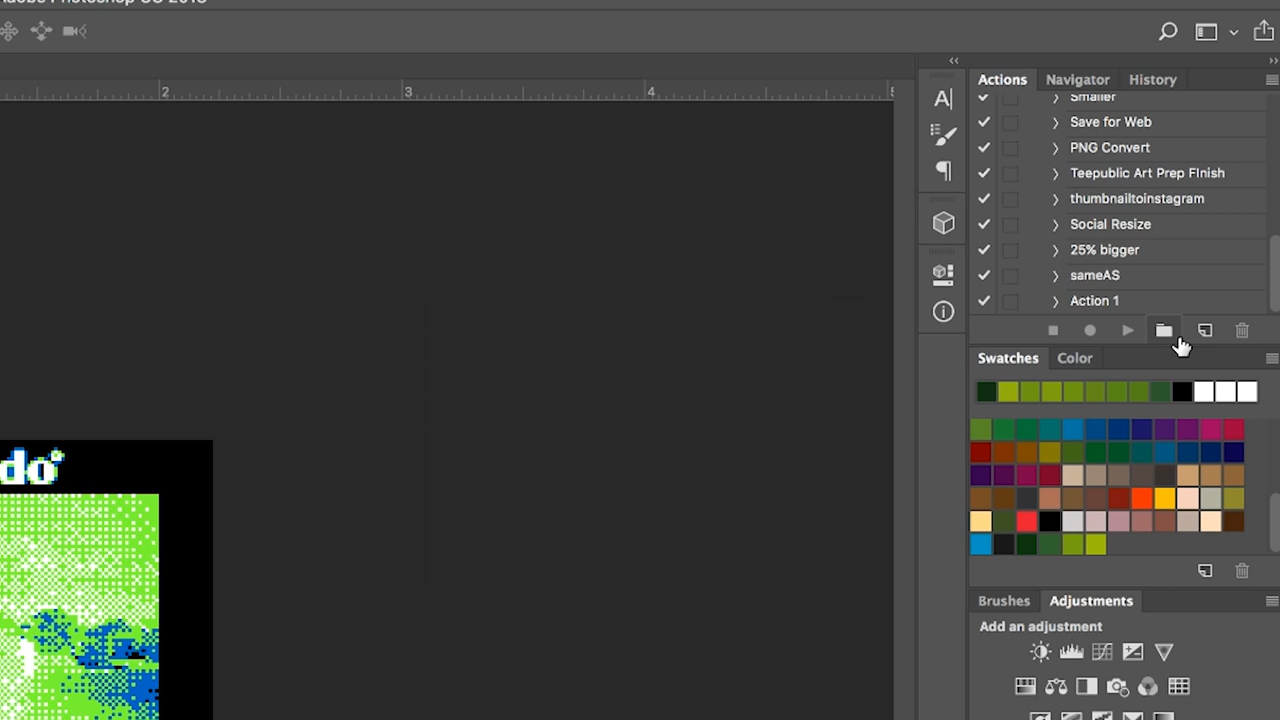 Adobe Photoshop CC 2018
2 3 4 5
Actions Navigator History
Smaller
Save for Web
PNG Convert
Teepublic Art Prep FInish
thumbnailtoinstagram
Social Resize
25% bigger
sameAS
Action 1
Swatches Color
do
Brushes Adjustments
Add an adjustment